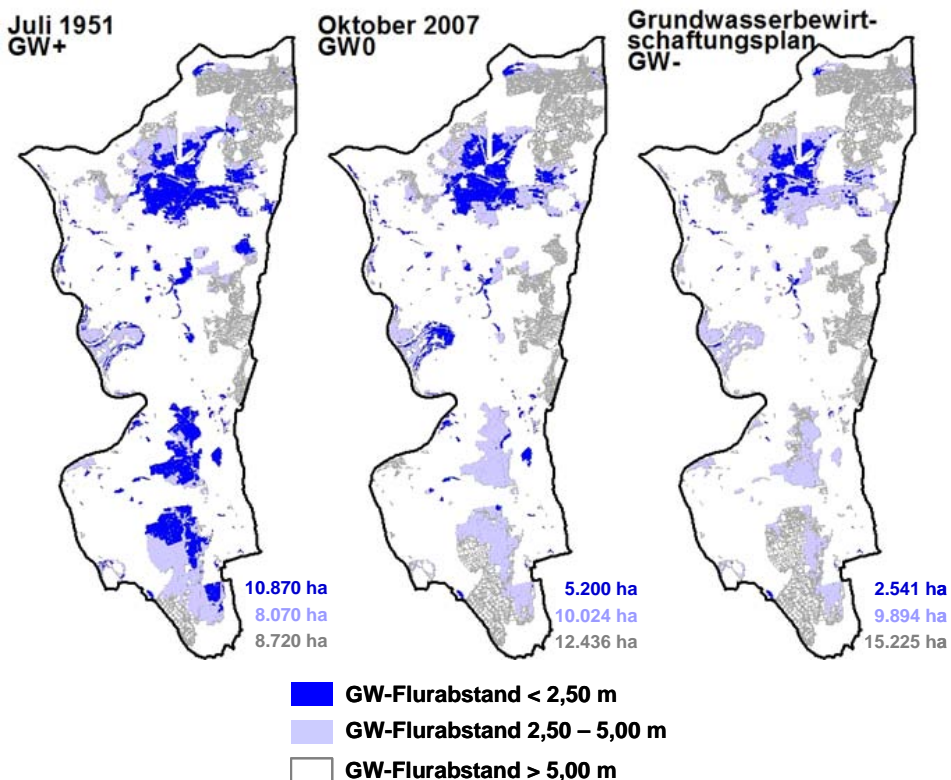 Juli 1951
GW+
Oktober 2007
GW0
Grundwasserbewirt-
schaftungsplan
GW-
10.870 ha
8.070 ha
8.720 ha
5.200 ha
10.024 ha
12.436 ha
2.541 ha
9.894 ha
15.225 ha
GW-Flurabstand < 2,50 m
GW-Flurabstand 2,50 – 5,00 m
GW-Flurabstand > 5,00 m